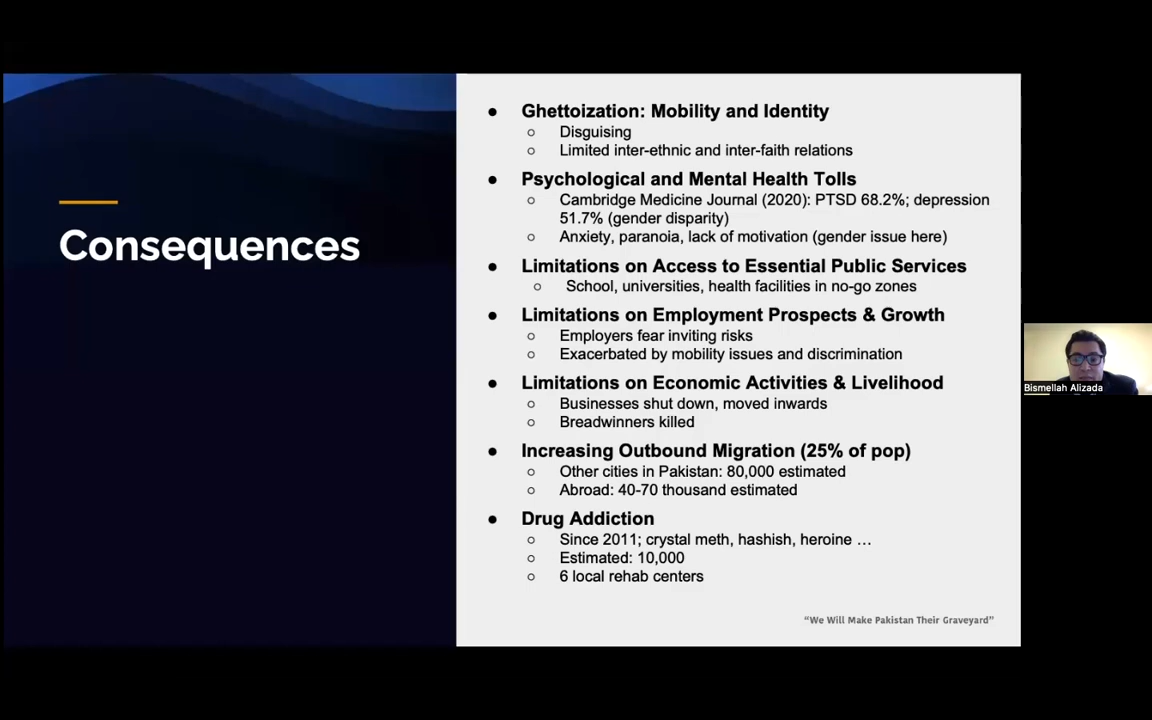 Consequences
● Ghettoization: Mobility and Identity
○ Disguising
○ Limited inter-ethnic and inter-faith relations
● Psychological and Mental Health Tolls
○ Cambridge Medicine Journal (2020): PTSD 68.2%; depression
51.7% (gender disparity)
○ Anxiety, paranoia, lack of motivation (gender issue here)
● Limitations on Access to Essential Public Services
○ School, universities, health facilities in no-go zones
● Limitations on Employment Prospects & Growth
○ Employers fear inviting risks
○ Exacerbated by mobility issues and discrimination
● Limitations on Economic Activities & Livelihood
○ Businesses shut down, moved inwards
○ Breadwinners killed
● Increasing Outbound Migration (25% of pop)
○ Other cities in Pakistan: 80,000 estimated
○ Abroad: 40-70 thousand estimated
● Drug Addiction
○ Since 2011; crystal meth, hashish, heroine …
○ Estimated: 10,000
○ 6 local rehab centers
“We Will Make Pakistan Their Graveyard”
Bismellah Alizada